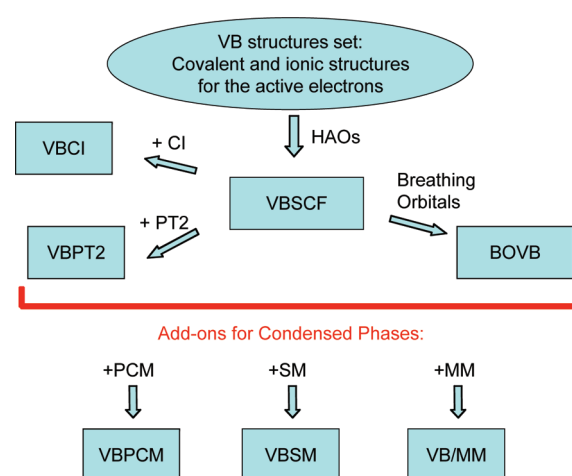 VB structures set:
Covalent and ionic structures
for the active electrons
HAOs
+ CI
VBCI
VBSCF
Breathing
Orbitals
+ PT2
VBPT2
BOVB
Add-ons for Condensed Phases:
+PCM
+SM
+MM
VBPCM
VBSM
VB/MM